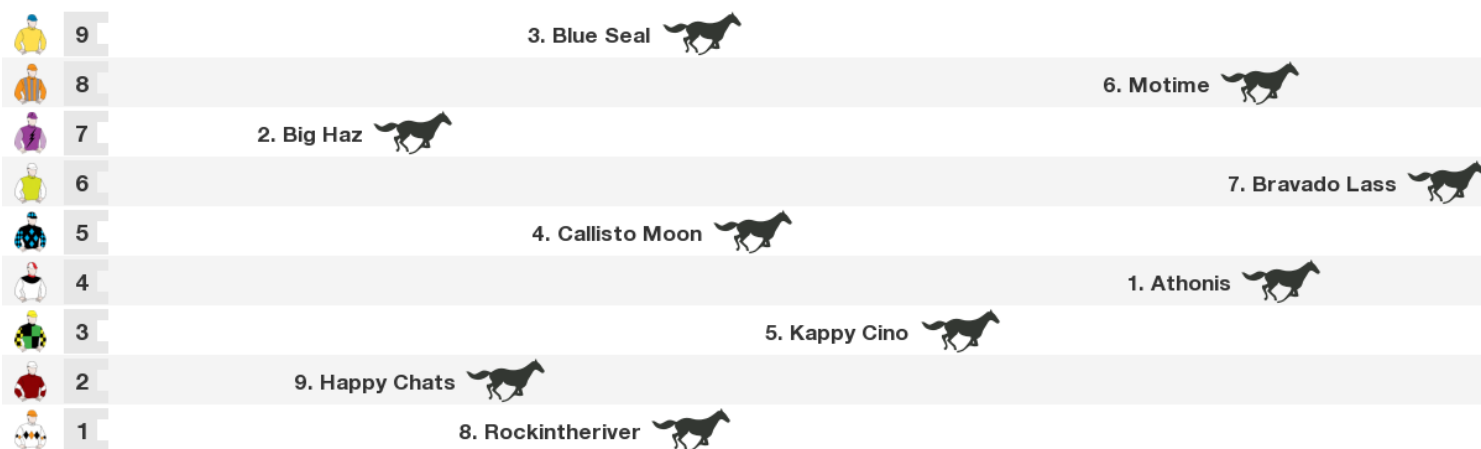 9 3. Blue Seal
8 6. Motime
7 2. Big Haz
6 7. Bravado Lass
5 4. Callisto Moon
4 1. Athonis
3 5. Kappy Cino
2 9. Happy Chats
1 8. Rockintheriver